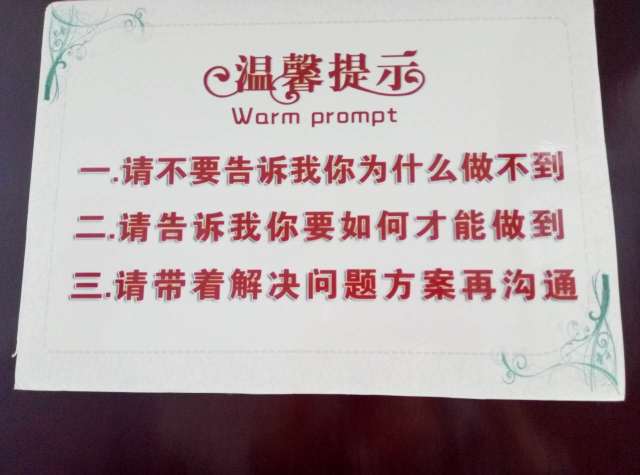 温馨提示
Warm prompt
一.请不要告诉我你为什么做不到
二.请告诉我你要如何才能做到
三.请带着解决问题方案再沟通